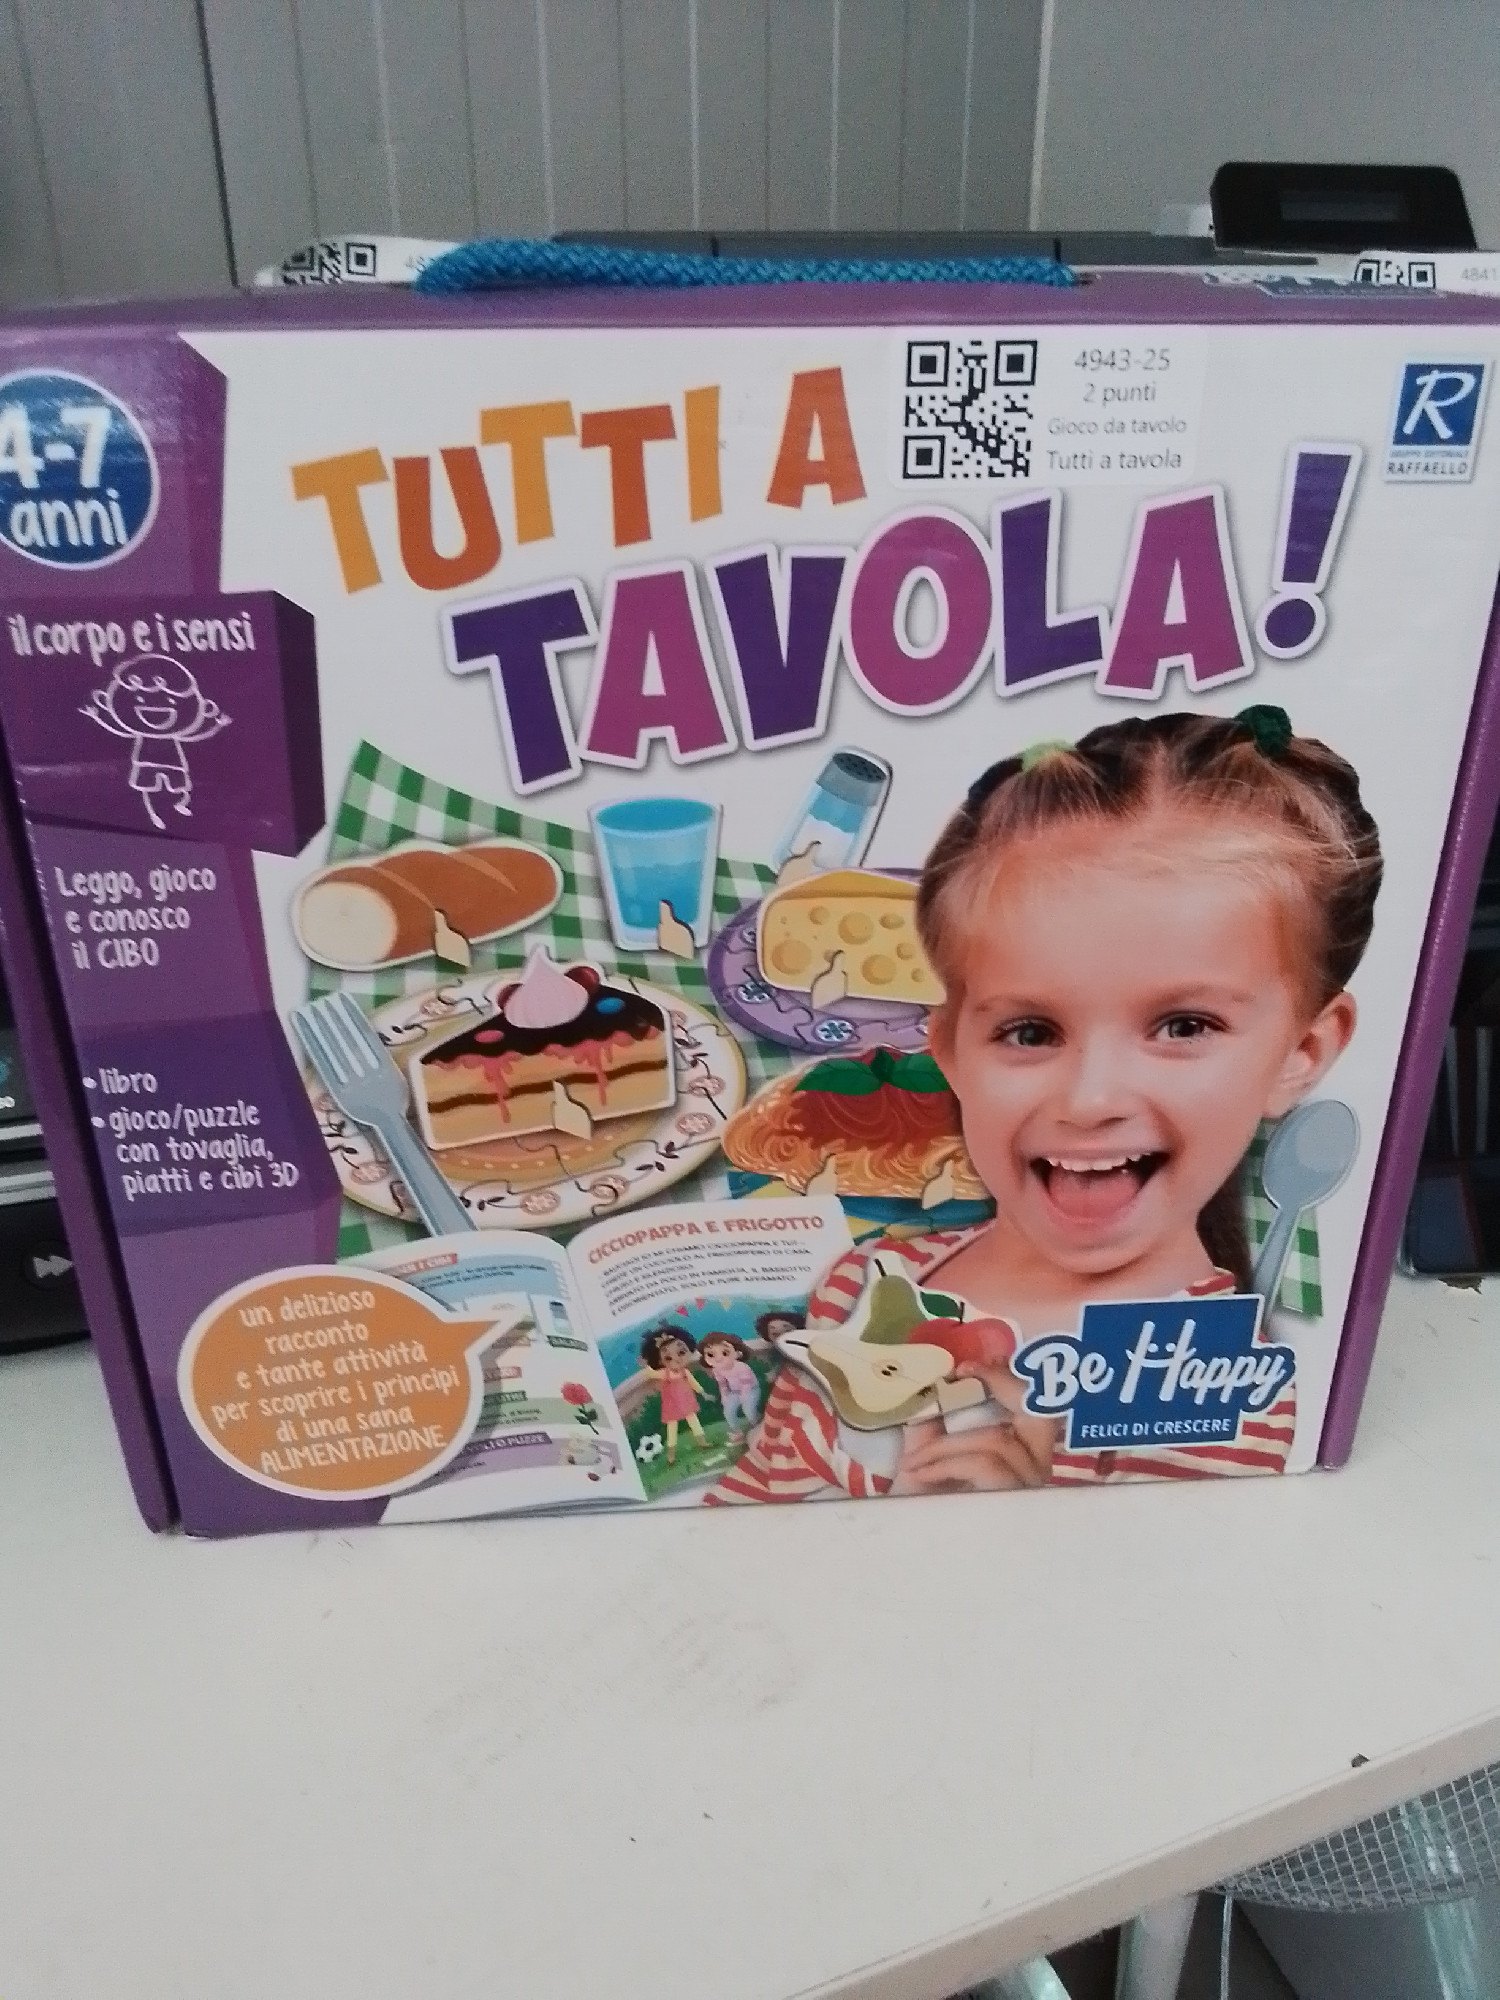 4943-25
2 punti
Gioco da tavolo
Tutti a tavola
TUTTI A
TAVOLA!
R
GRUPPO EDITORIALE
RAFFAELLO
4-7
anni
il corpo e i sensi
Leggo, gioco
e conosco
il CIBO
• libro
• gioco/puzzle
con tovaglia,
piatti e cibi 3D
un delizioso
racconto
e tante attività
per scoprire i principi
di una sana
ALIMENTAZIONE
CICCIOPAPPA E FRIGOTTO
Be Happy
FELICI DI CRESCERE